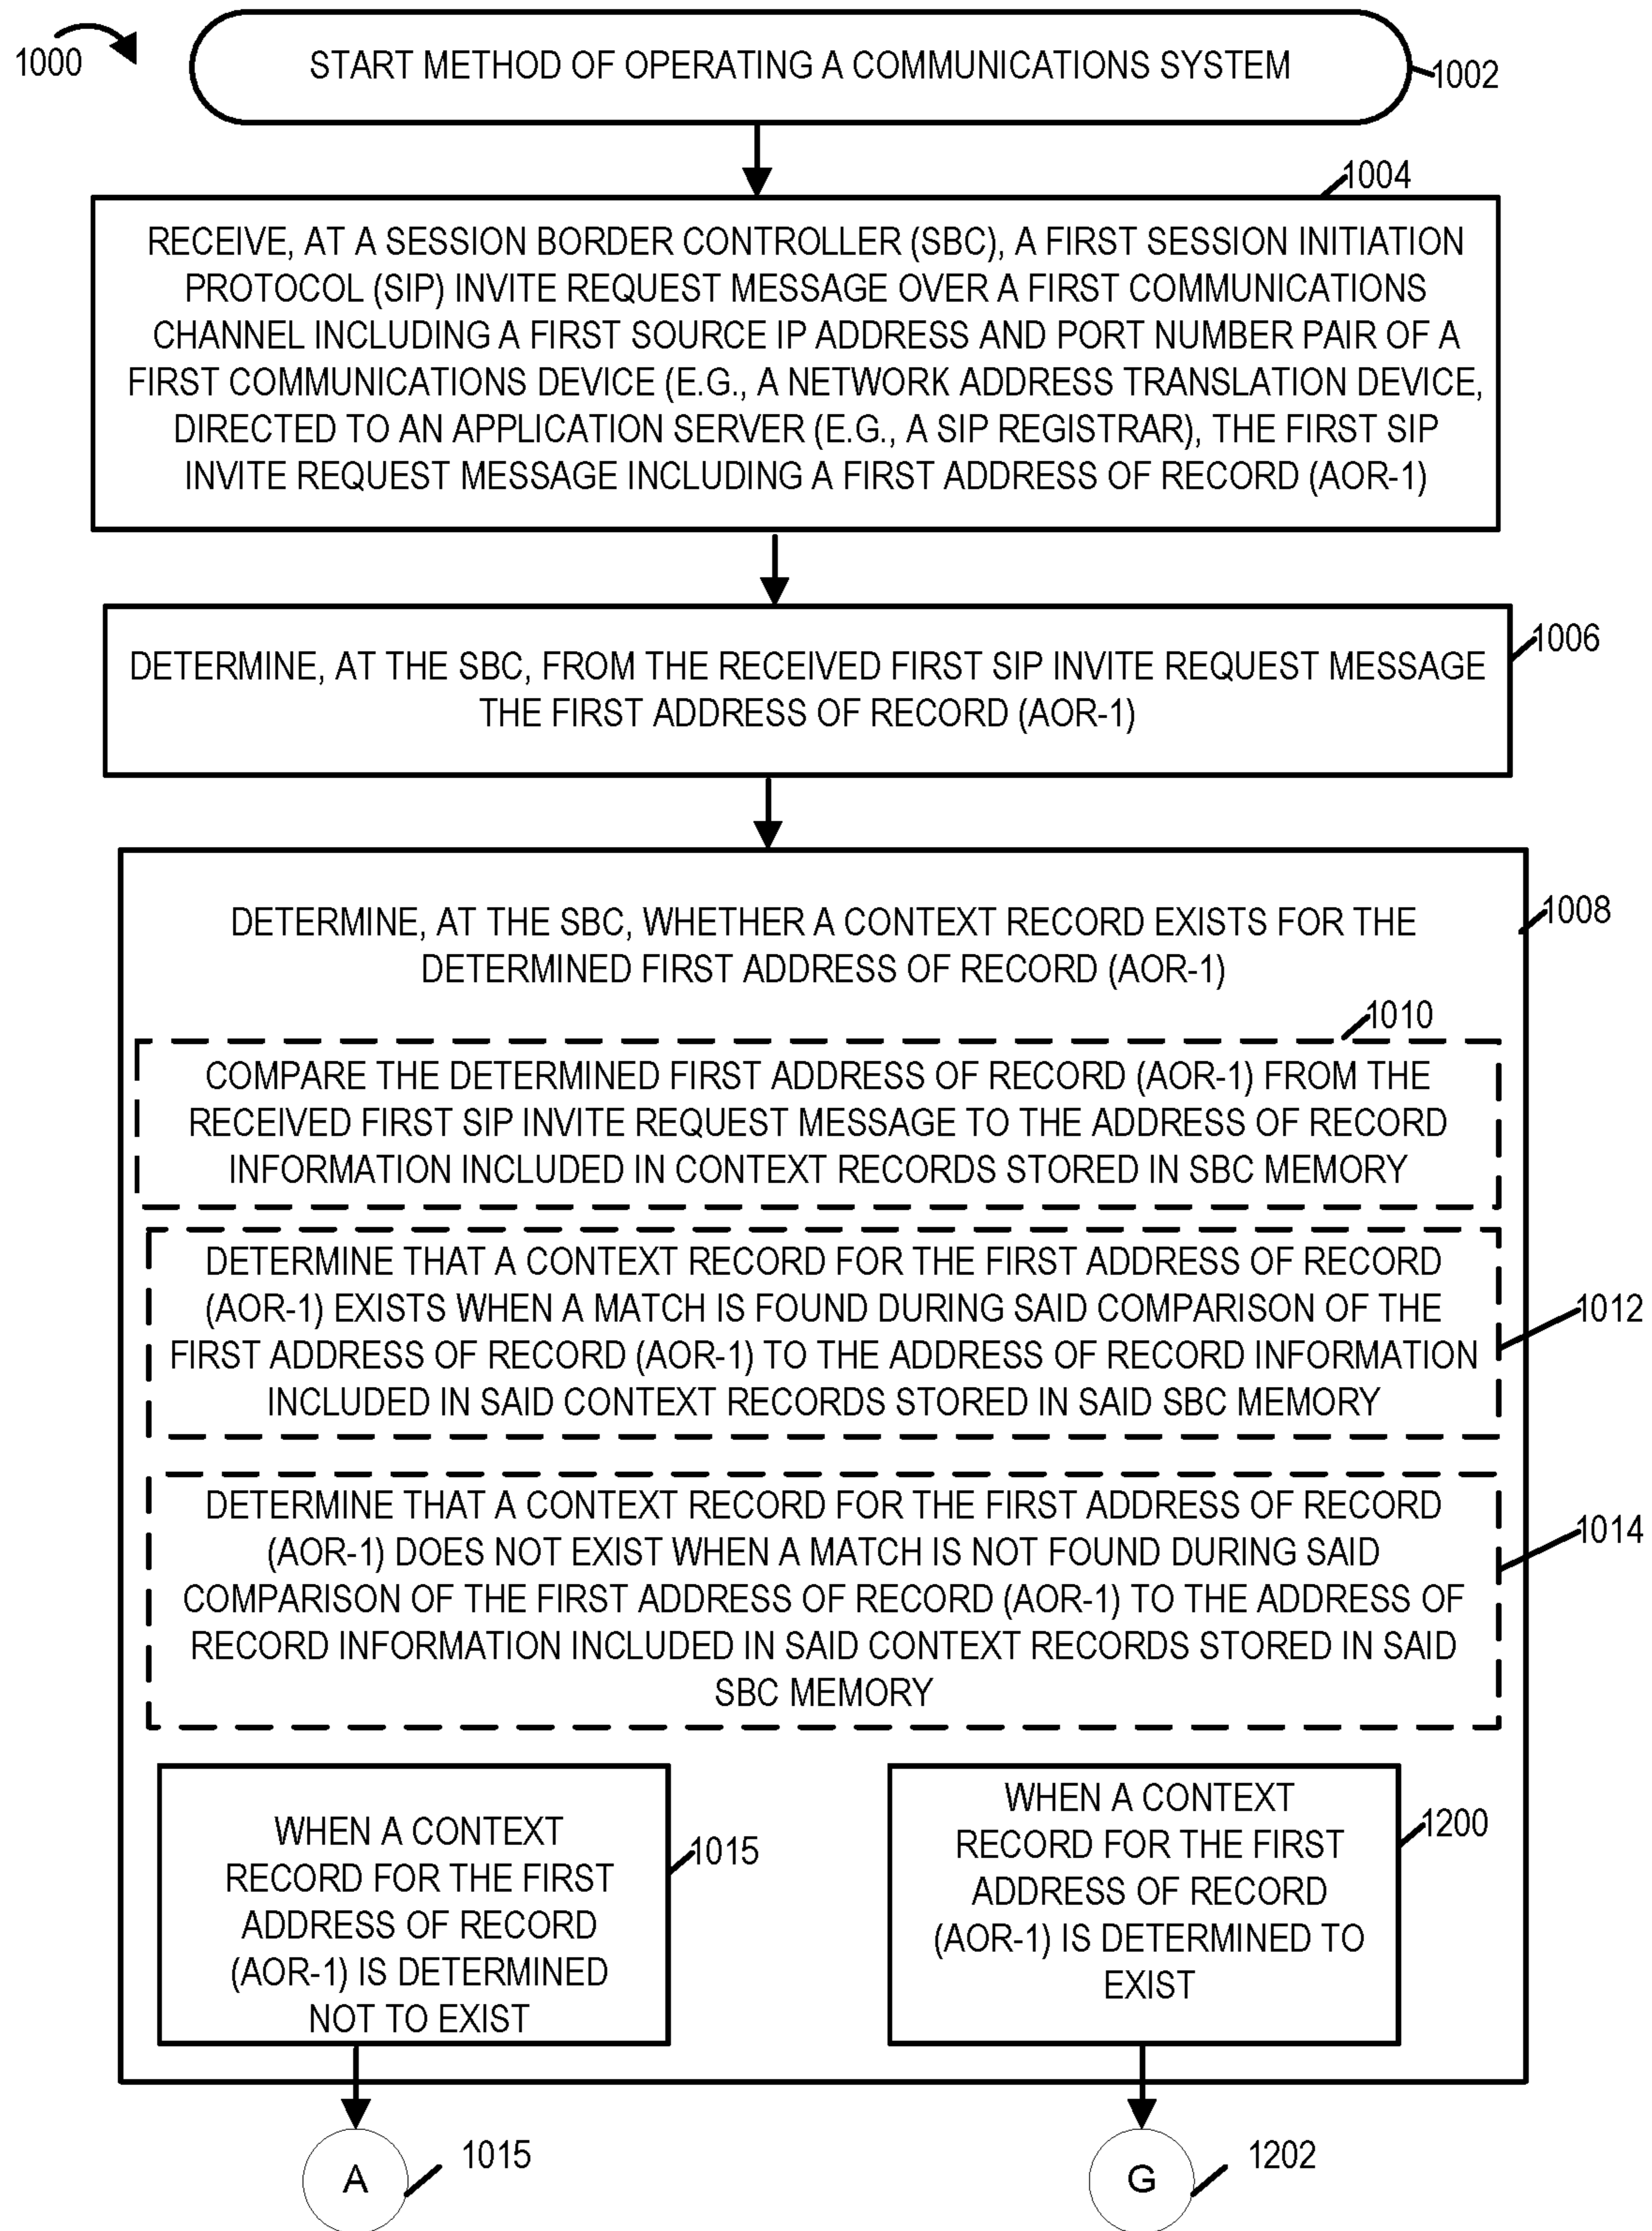 1000
START METHOD OF OPERATING A COMMUNICATIONS SYSTEM
1002
1004
RECEIVE, AT A SESSION BORDER CONTROLLER (SBC), A FIRST SESSION INITIATION
PROTOCOL (SIP) INVITE REQUEST MESSAGE OVER A FIRST COMMUNICATIONS
CHANNEL INCLUDING A FIRST SOURCE IP ADDRESS AND PORT NUMBER PAIR OF A
FIRST COMMUNICATIONS DEVICE (E.G., A NETWORK ADDRESS TRANSLATION DEVICE,
DIRECTED TO AN APPLICATION SERVER (E.G., A SIP REGISTRAR), THE FIRST SIP
INVITE REQUEST MESSAGE INCLUDING A FIRST ADDRESS OF RECORD (AOR-1)
1006
DETERMINE, AT THE SBC, FROM THE RECEIVED FIRST SIP INVITE REQUEST MESSAGE
THE FIRST ADDRESS OF RECORD (AOR-1)
1008
DETERMINE, AT THE SBC, WHETHER A CONTEXT RECORD EXISTS FOR THE
DETERMINED FIRST ADDRESS OF RECORD (AOR-1)
1010
COMPARE THE DETERMINED FIRST ADDRESS OF RECORD (AOR-1) FROM THE
RECEIVED FIRST SIP INVITE REQUEST MESSAGE TO THE ADDRESS OF RECORD
INFORMATION INCLUDED IN CONTEXT RECORDS STORED IN SBC MEMORY
DETERMINE THAT A CONTEXT RECORD FOR THE FIRST ADDRESS OF RECORD
(AOR-1) EXISTS WHEN A MATCH IS FOUND DURING SAID COMPARISON OF THE
FIRST ADDRESS OF RECORD (AOR-1) TO THE ADDRESS OF RECORD INFORMATION
INCLUDED IN SAID CONTEXT RECORDS STORED IN SAID SBC MEMORY
1012
DETERMINE THAT A CONTEXT RECORD FOR THE FIRST ADDRESS OF RECORD
(AOR-1) DOES NOT EXIST WHEN A MATCH IS NOT FOUND DURING SAID
COMPARISON OF THE FIRST ADDRESS OF RECORD (AOR-1) TO THE ADDRESS OF
RECORD INFORMATION INCLUDED IN SAID CONTEXT RECORDS STORED IN SAID
SBC MEMORY
1014
WHEN A CONTEXT
RECORD FOR THE FIRST
ADDRESS OF RECORD
(AOR-1) IS DETERMINED
NOT TO EXIST
1015
WHEN A CONTEXT
RECORD FOR THE FIRST
ADDRESS OF RECORD
(AOR-1) IS DETERMINED TO
EXIST
1200
A
1015
G
1202